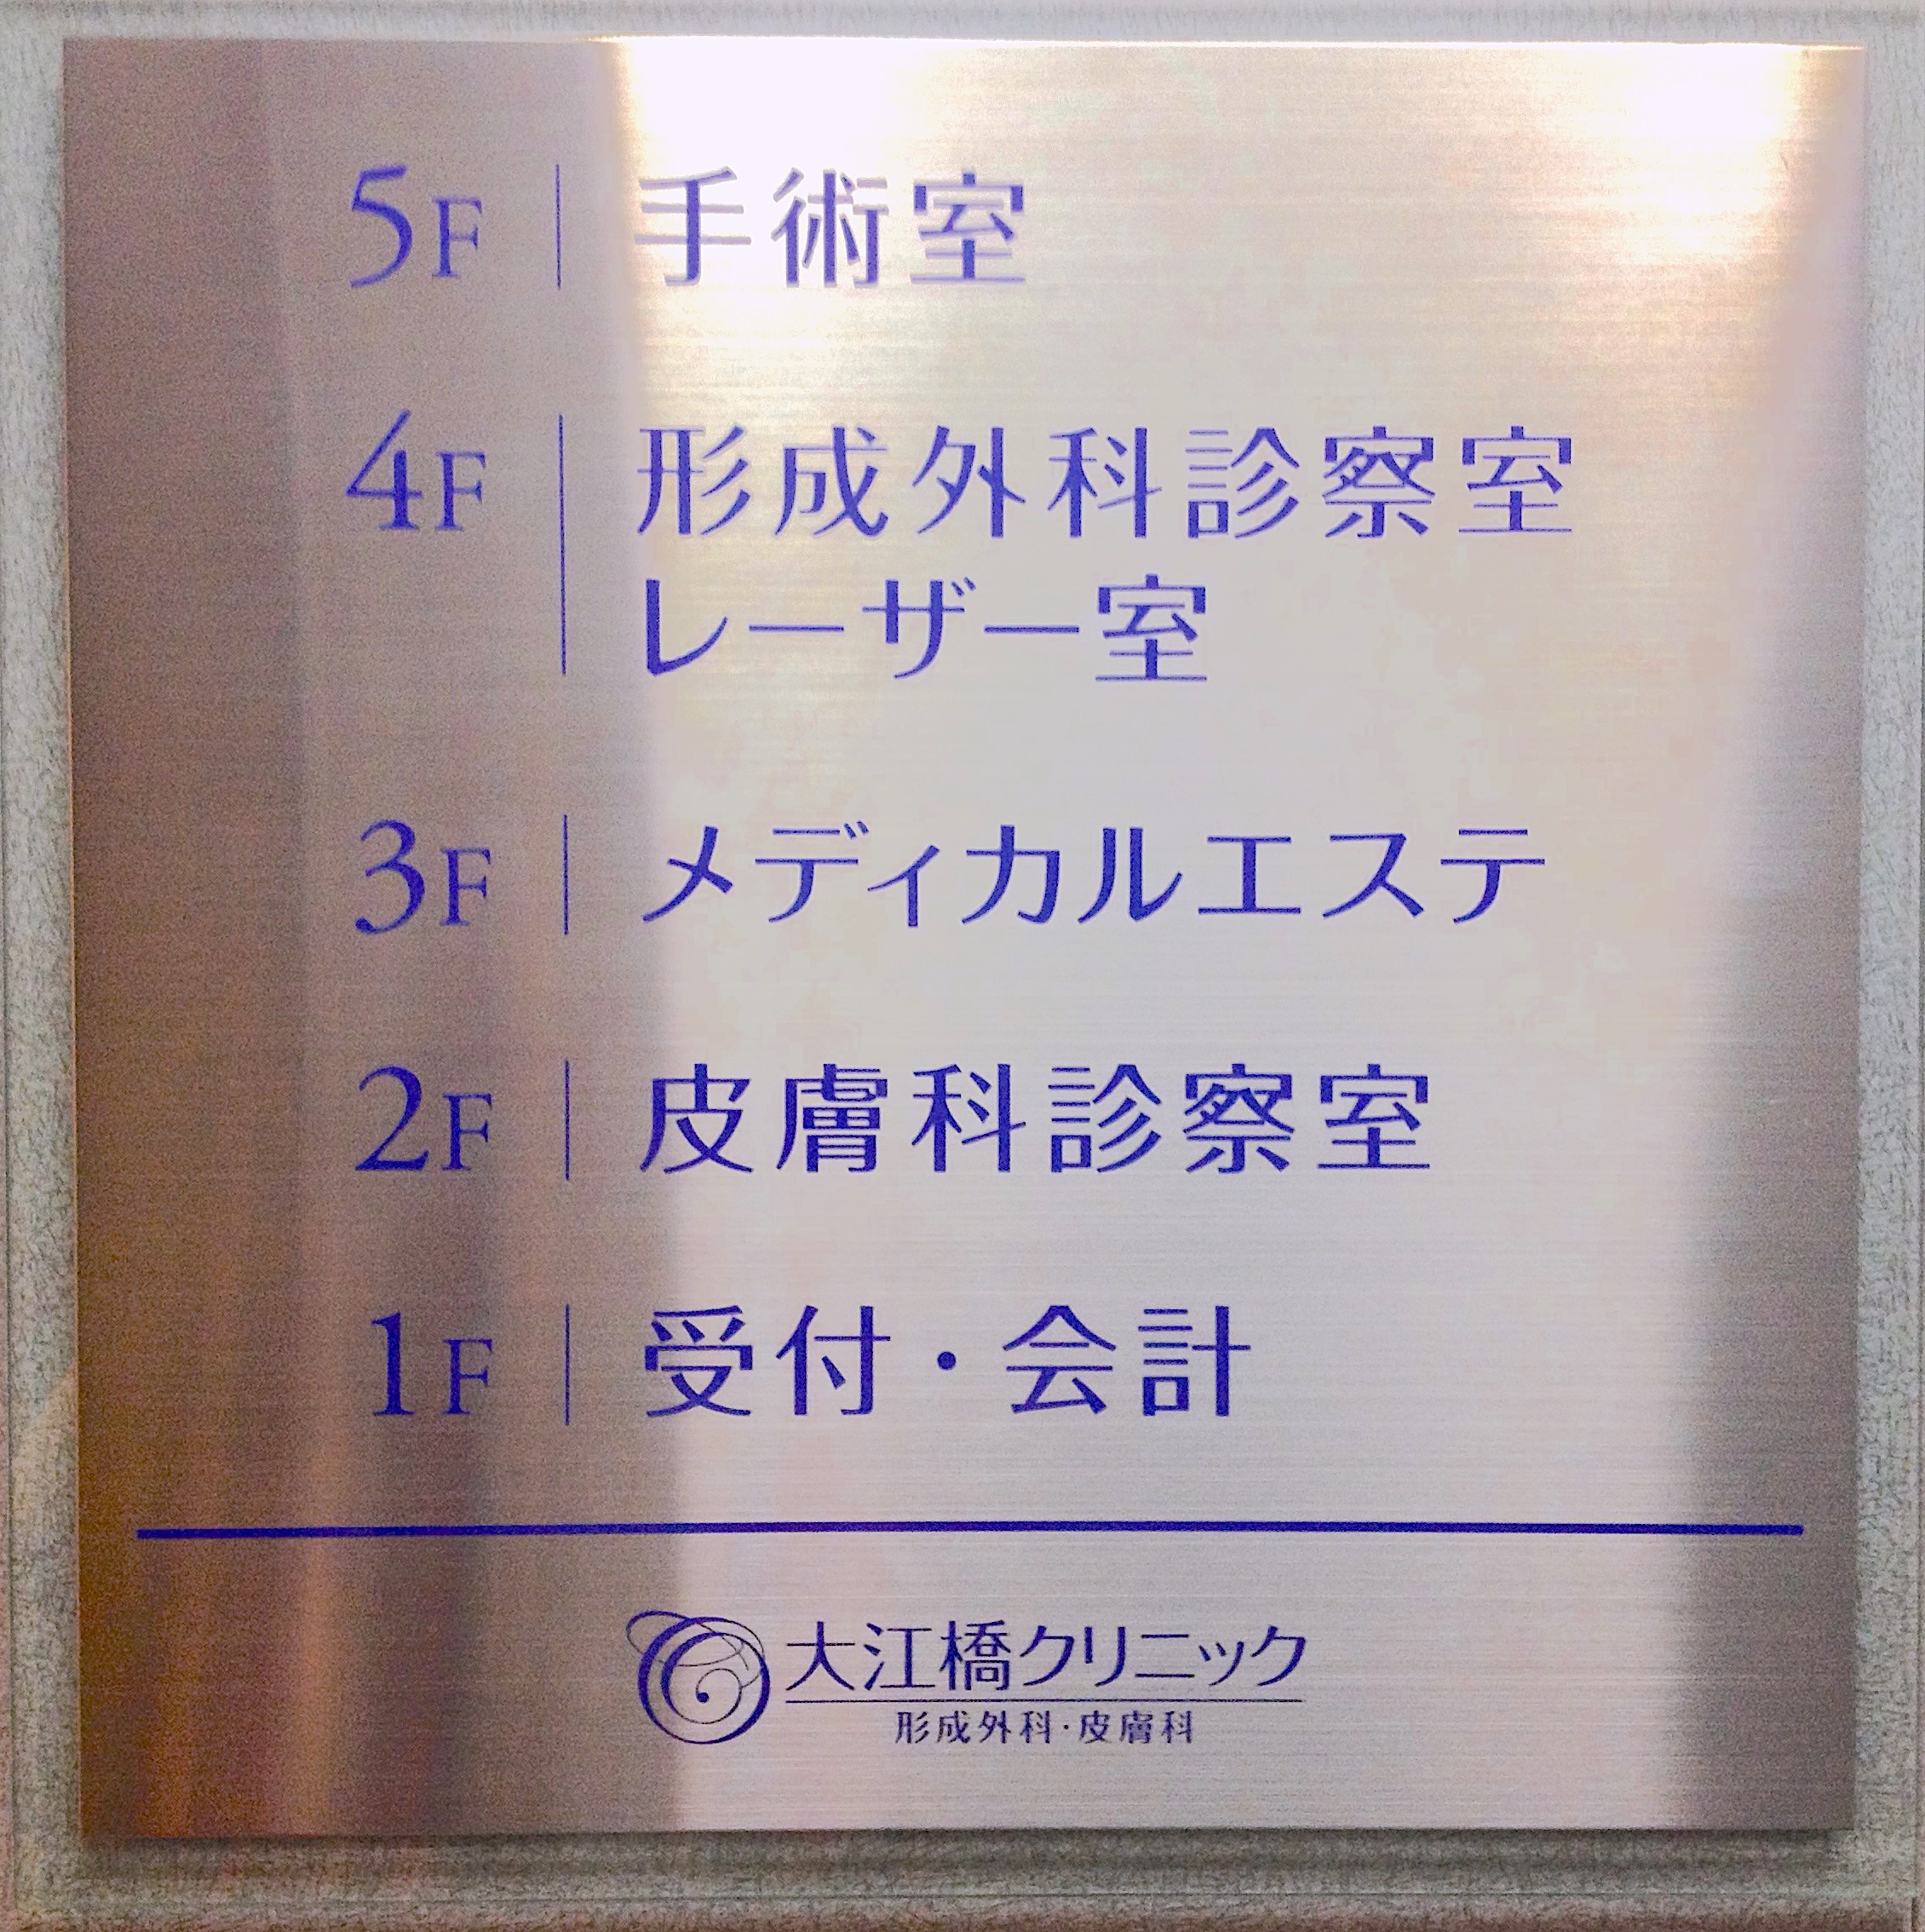 5F 手術室
4F 形成外科診察室
レーザー室
3F メディカルエステ
2F 皮膚科診察室
1F 受付・会計
大江橋クリニック
形成外科・皮膚科